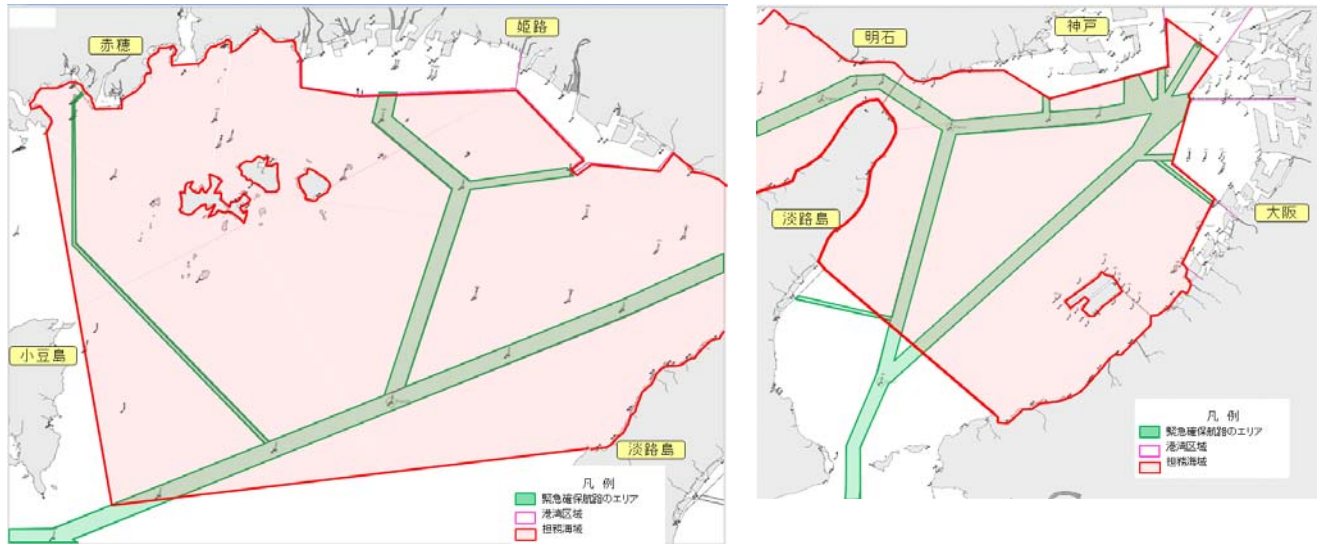 赤穂
姫路
小豆島
淡路島
凡 例
緊急確保航路のエリア
港湾区域
担務海域
明石
神戸
淡路島
大阪
凡 例
緊急確保航路のエリア
港湾区域
担務海域